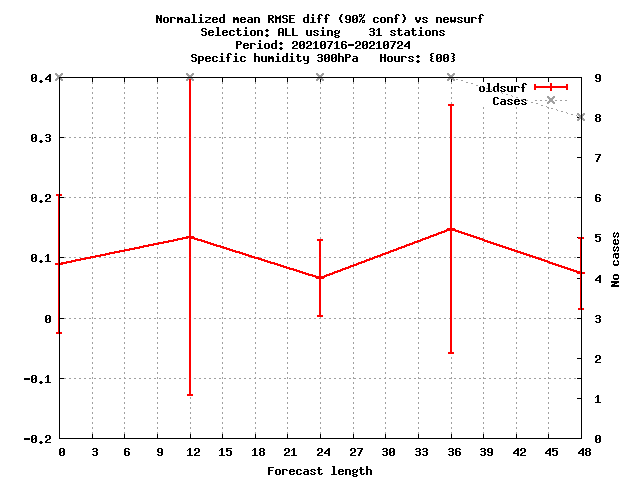 Normalized mean RMSE diff (90% conf) vs newsurf
Selection: ALL using    31 stations
Period: 20210716-20210724
Specific humidity 300hPa   Hours: {00}
oldsurf
Cases
0.4
0.3
0.2
0.1
0
-0.1
-0.2
9
8
7
6
5
4
3
2
1
0
No cases
0 3 6 9 12 15 18 21 24 27 30 33 36 39 42 45 48
Forecast length